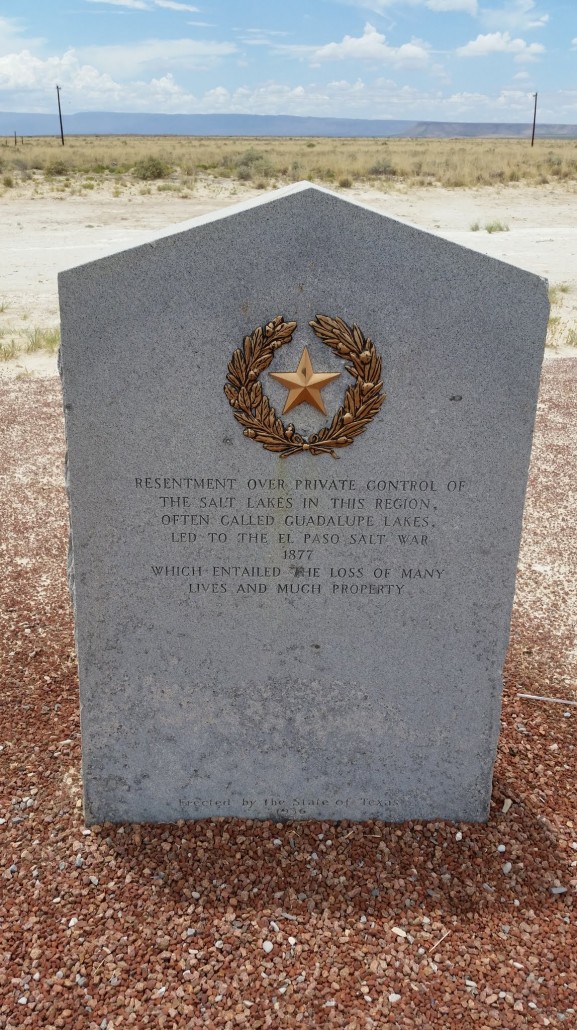 RESENTMENT OVER PRIVATE CONTROL OF
THE SALT LAKES IN THIS REGION,
OFTEN CALLED GUADALUPE LAKES,
LED TO THE EL PASO SALT WAR
1877
WHICH ENTAILED THE LOSS OF MANY
LIVES AND MUCH PROPERTY
Erected by the State of Texas
1936